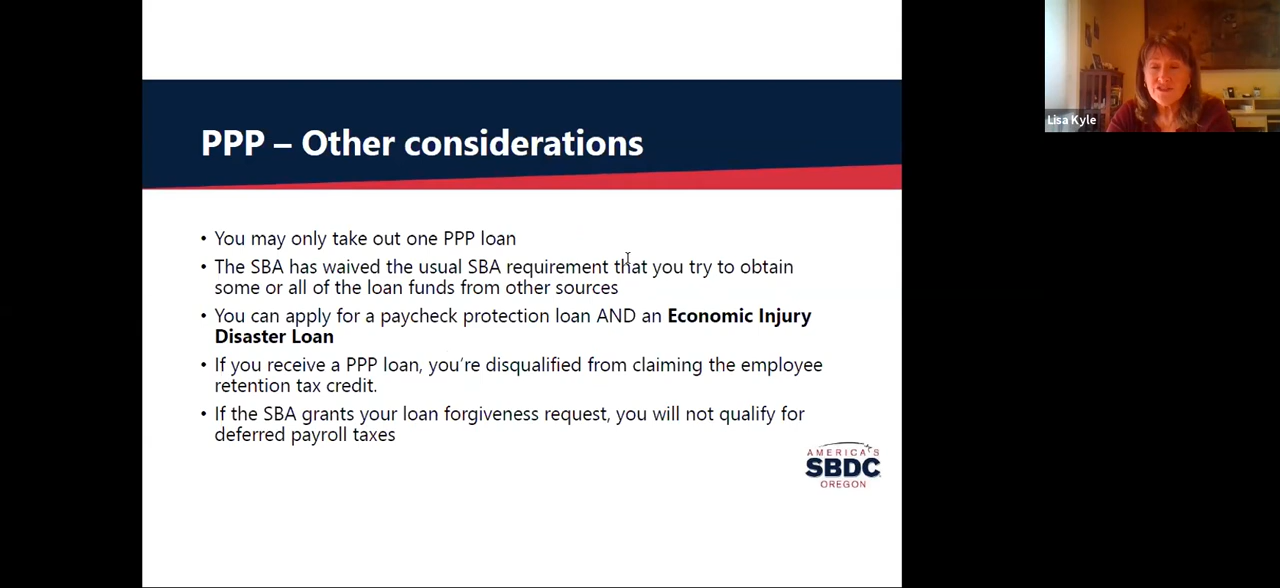 PPP – Other considerations
• You may only take out one PPP loan
• The SBA has waived the usual SBA requirement that you try to obtain
some or all of the loan funds from other sources
• You can apply for a paycheck protection loan AND an Economic Injury
Disaster Loan
• If you receive a PPP loan, you’re disqualified from claiming the employee
retention tax credit.
• If the SBA grants your loan forgiveness request, you will not qualify for
deferred payroll taxes
AMERICA'S
SBDC
OREGON
Lisa Kyle